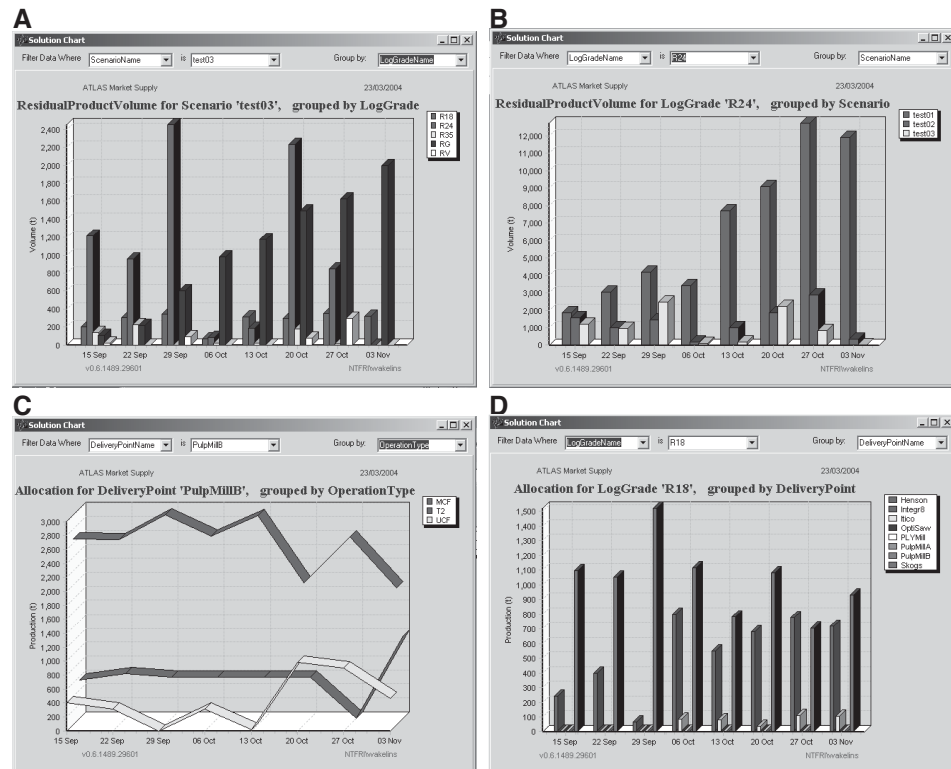 A
Solution Chart
Filter Data Where ScenarioName is test03 Group by: LogGradeName
ATLAS Market Supply 23/03/2004
ResidualProductVolume for Scenario 'test03', grouped by LogGrade
R18
R24
R35
RG
RV
Volume (t)
2,400
2,200
2,000
1,800
1,600
1,400
1,200
1,000
800
600
400
200
0
15 Sep 22 Sep 29 Sep 06 Oct 13 Oct 20 Oct 27 Oct 03 Nov
v0.6.1489.29601 NTFRI\wakelins
B
Solution Chart
Filter Data Where LogGradeName is R24 Group by: ScenarioName
ATLAS Market Supply 23/03/2004
ResidualProductVolume for LogGrade 'R24', grouped by Scenario
test01
test02
test03
Volume (t)
12,000
10,000
9,000
8,000
7,000
6,000
5,000
4,000
3,000
2,000
1,000
0
15 Sep 22 Sep 29 Sep 06 Oct 13 Oct 20 Oct 27 Oct 03 Nov
v0.6.1489.29601 NTFRI\wakelins
C
Solution Chart
Filter Data Where DeliveryPointName is PulpMillB Group by: OperationType
ATLAS Market Supply 23/03/2004
Allocation for DeliveryPoint 'PulpMillB', grouped by OperationType
MCF
T2
UCF
Production (t)
3,000
2,800
2,600
2,400
2,200
2,000
1,800
1,600
1,400
1,200
1,000
800
600
400
200
0
15 Sep 22 Sep 29 Sep 06 Oct 13 Oct 20 Oct 27 Oct 03 Nov
v0.6.1489.29601 NTFRI\wakelins
D
Solution Chart
Filter Data Where LogGradeName is R18 Group by: DeliveryPointName
ATLAS Market Supply 23/03/2004
Allocation for LogGrade 'R18', grouped by DeliveryPoint
Henson
Integr8
Itico
OptiSaw
PLYMill
PulpMillA
PulpMillB
Skogs
Production (t)
1,500
1,400
1,300
1,200
1,100
1,000
900
800
700
600
500
400
300
200
100
0
15 Sep 22 Sep 29 Sep 06 Oct 13 Oct 20 Oct 27 Oct 03 Nov
v0.6.1489.29601 NTFRI\wakelins